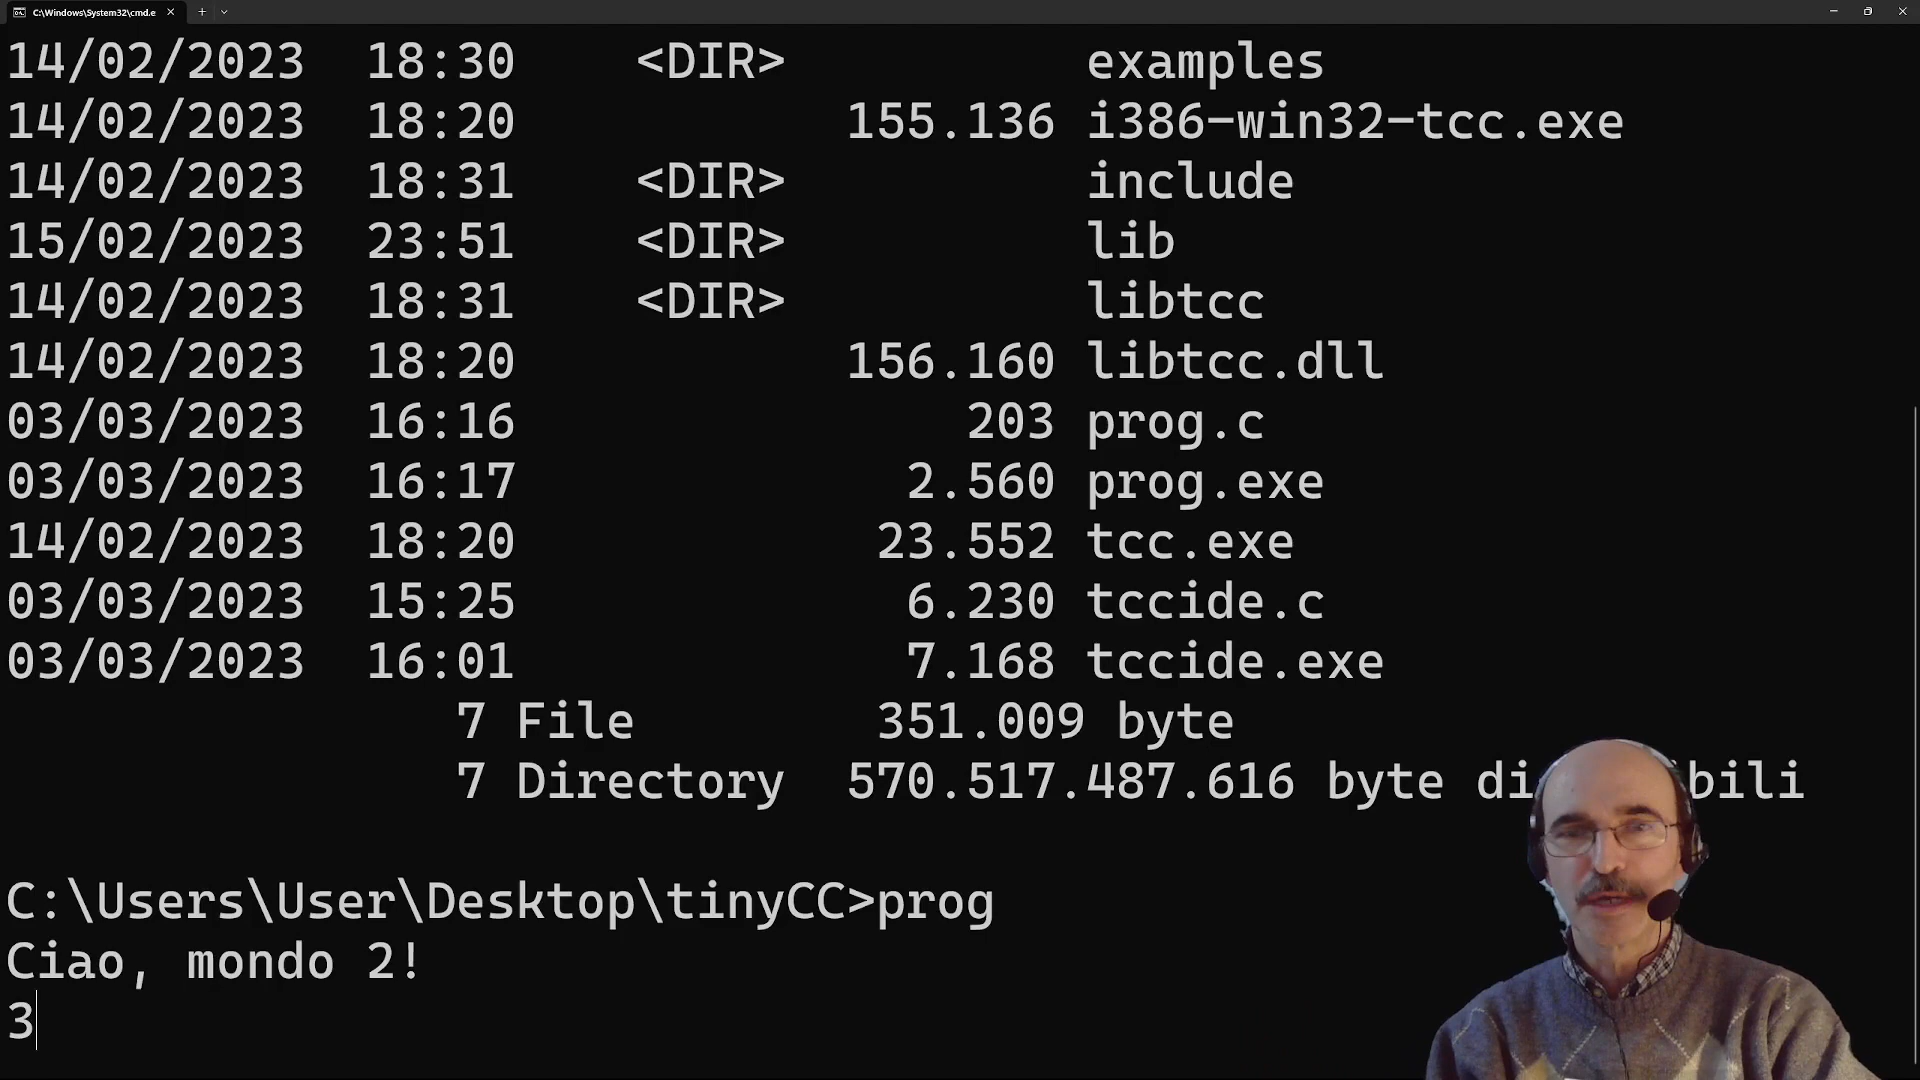 C:\Windows\System32\cmd.e
14/02/2023 18:30 <DIR> examples
14/02/2023 18:20 155.136 i386-win32-tcc.exe
14/02/2023 18:31 <DIR> include
15/02/2023 23:51 <DIR> lib
14/02/2023 18:31 <DIR> libtcc
14/02/2023 18:20 156.160 libtcc.dll
03/03/2023 16:16 203 prog.c
03/03/2023 16:17 2.560 prog.exe
14/02/2023 18:20 23.552 tcc.exe
03/03/2023 15:25 6.230 tccide.c
03/03/2023 16:01 7.168 tccide.exe
7 File 351.009 byte
7 Directory 570.517.487.616 byte
C:\Users\User\Desktop\tinyCC>prog
Ciao, mondo 2!
3